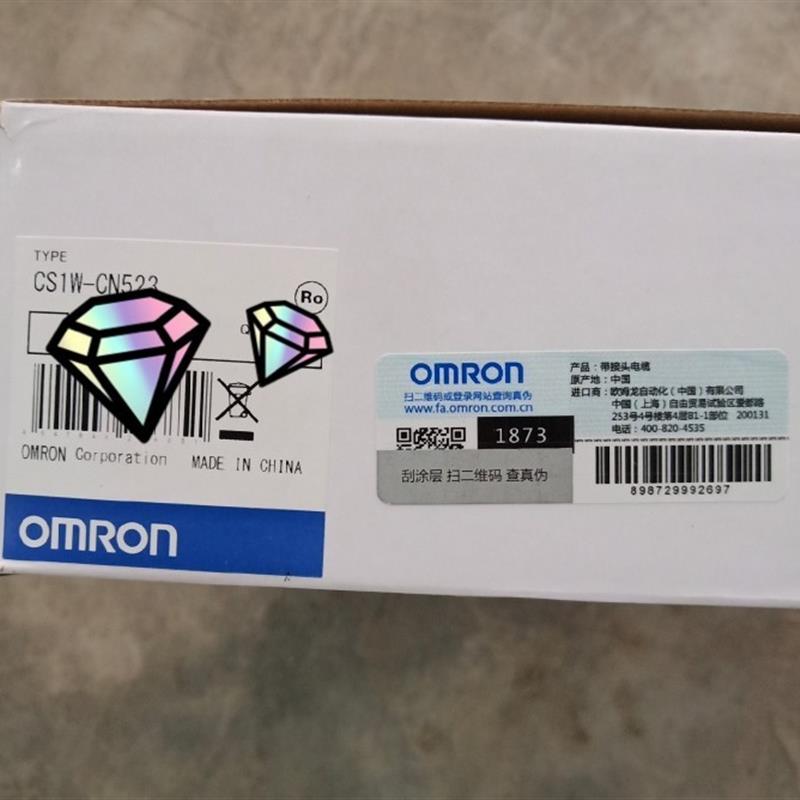 TYPE
CS1W-CN523
Ro
Q
OMRON Corporation MADE IN CHINA
OMRON
OMRON
扫二维码或登录网站查询真伪
www.fa.omron.com.cn
1873
刮涂层 扫二维码 查真伪
产品：带接头电缆
原产地：中国
进口商：欧姆龙自动化（中国）有限公司
中国（上海）自由贸易试验区曼都路
253号4号楼第4层B1-1部位 200131
电话：400-820-4535
898729992697